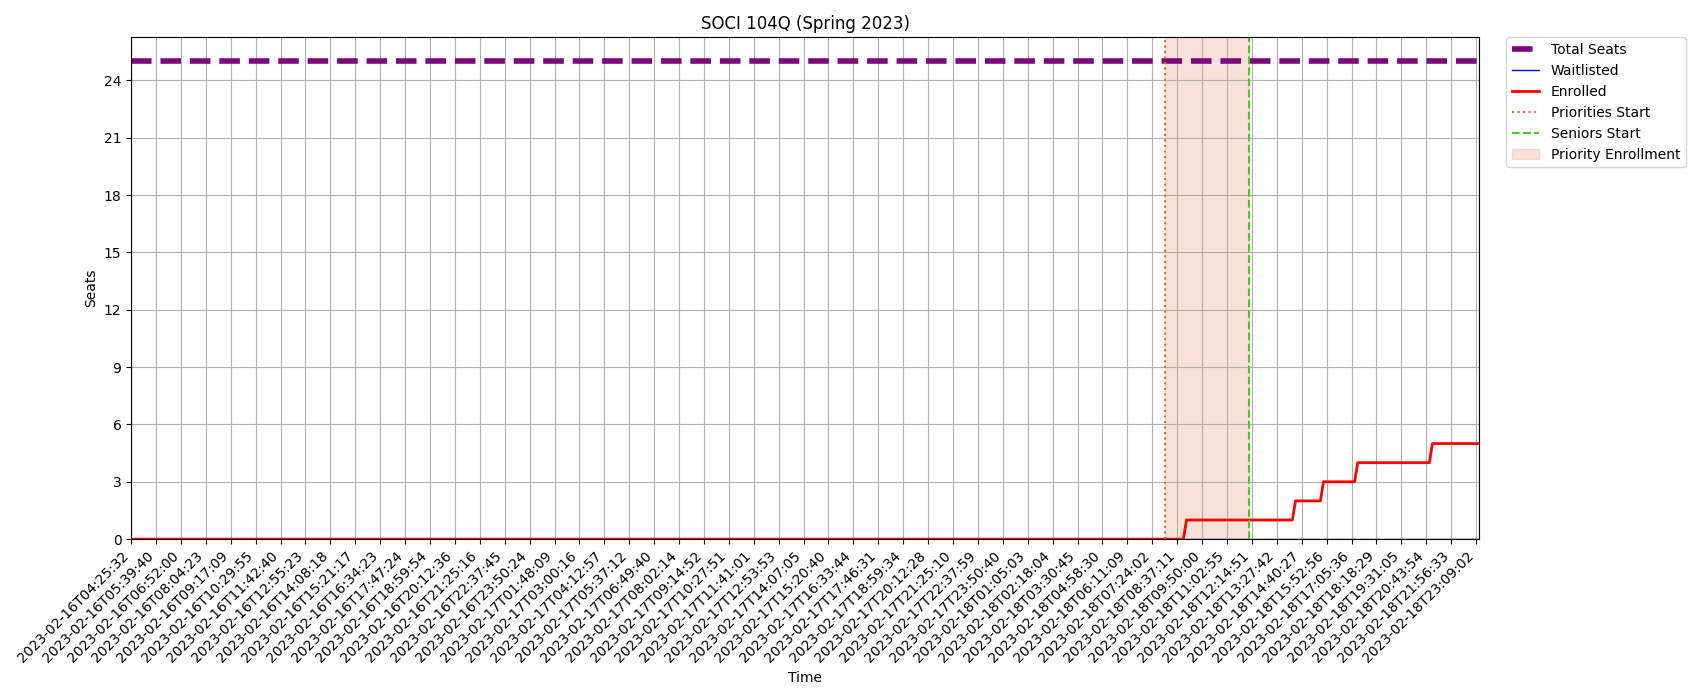 SOCI 104Q (Spring 2023)
Total Seats
Waitlisted
Enrolled
Priorities Start
Seniors Start
Priority Enrollment
Seats
24
21
18
15
12
9
6
3
0
2023-02-16T04:25:32
2023-02-16T05:39:40
2023-02-16T06:52:00
2023-02-16T08:04:23
2023-02-16T09:17:09
2023-02-16T10:29:55
2023-02-16T11:42:40
2023-02-16T12:55:23
2023-02-16T14:08:18
2023-02-16T15:21:17
2023-02-16T16:34:23
2023-02-16T17:47:24
2023-02-16T18:59:54
2023-02-16T20:12:36
2023-02-16T21:25:16
2023-02-16T22:37:45
2023-02-16T23:50:24
2023-02-17T01:48:09
2023-02-17T03:00:16
2023-02-17T04:12:57
2023-02-17T05:37:12
2023-02-17T06:49:40
2023-02-17T08:02:14
2023-02-17T09:14:52
2023-02-17T10:27:51
2023-02-17T11:41:01
2023-02-17T12:53:53
2023-02-17T14:07:05
2023-02-17T15:20:40
2023-02-17T16:33:44
2023-02-17T17:46:31
2023-02-17T18:59:34
2023-02-17T20:12:28
2023-02-17T21:25:10
2023-02-17T22:37:59
2023-02-17T23:50:40
2023-02-18T01:05:03
2023-02-18T02:18:04
2023-02-18T03:30:45
2023-02-18T04:58:30
2023-02-18T06:11:09
2023-02-18T07:24:02
2023-02-18T08:37:11
2023-02-18T09:50:00
2023-02-18T11:02:55
2023-02-18T12:14:51
2023-02-18T13:27:42
2023-02-18T14:40:27
2023-02-18T15:52:56
2023-02-18T17:05:36
2023-02-18T18:18:29
2023-02-18T19:31:05
2023-02-18T20:43:54
2023-02-18T21:56:33
2023-02-18T23:09:02
Time